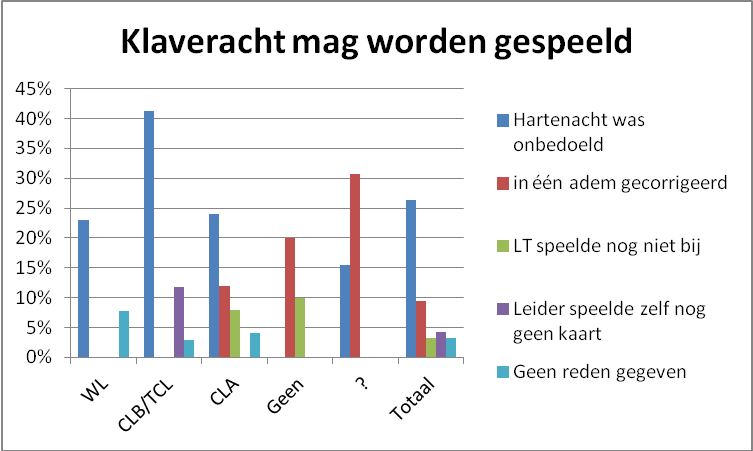 Klaveracht mag worden gespeeld
45%
40%
35%
30%
25%
20%
15%
10%
5%
0%
WL
CLB/TCL
CLA
Geen
?
Totaal
Hartenacht was
onbedoeld
in één adem gecorrigeerd
LT speelde nog niet bij
Leider speelde zelf nog
geen kaart
Geen reden gegeven